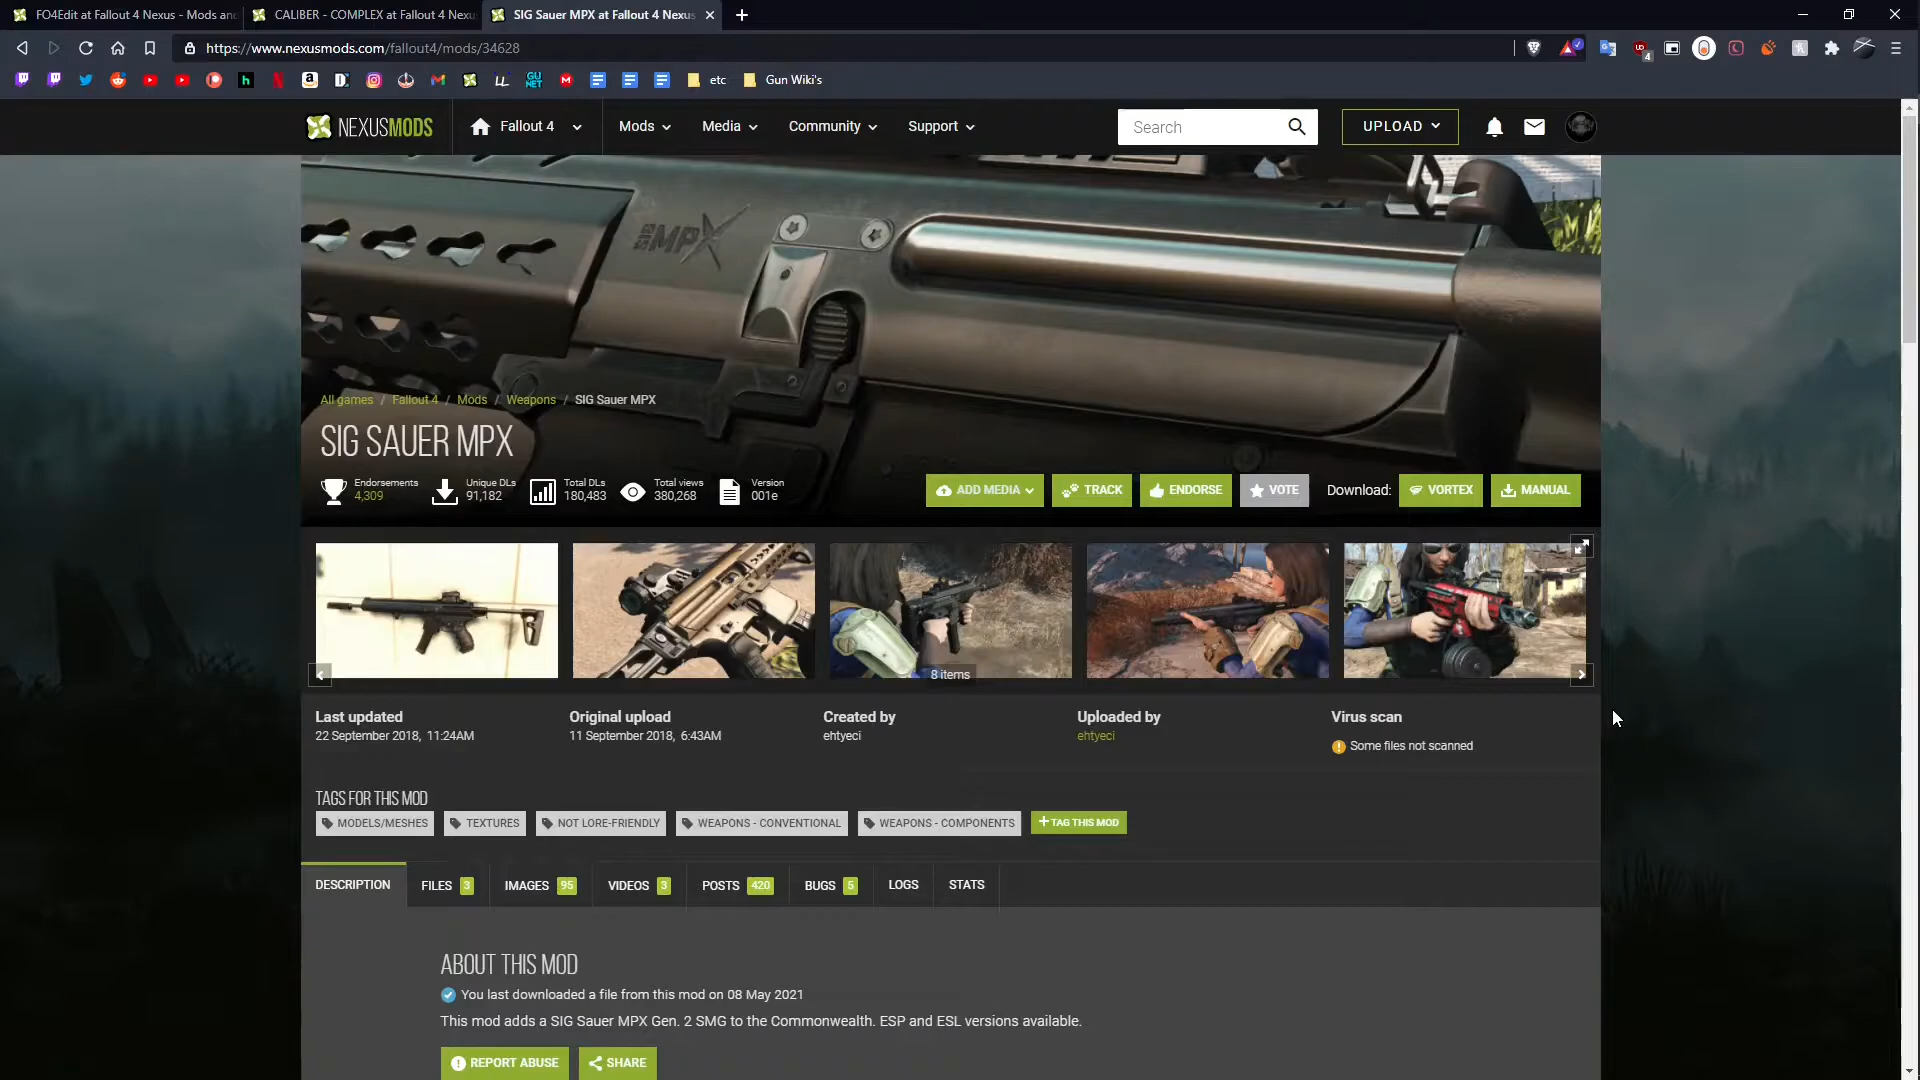 FO4Edit at Fallout 4 Nexus - Mods and
CALIBER - COMPLEX at Fallout 4 Nexus
SIG Sauer MPX at Fallout 4 Nexus
https://www.nexusmods.com/fallout4/mods/34628
4
etc
Gun Wiki's
NEXUSMODS
Fallout 4
Mods
Media
Community
Support
Search
UPLOAD
MPX
All games / Fallout 4 / Mods / Weapons / SIG Sauer MPX
SIG SAUER MPX
Endorsements
4,309
Unique DLs
91,182
Total DLs
180,483
Total views
380,268
Version
001e
ADD MEDIA
TRACK
ENDORSE
VOTE
Download:
VORTEX
MANUAL
8 items
Last updated
22 September 2018, 11:24AM
Original upload
11 September 2018, 6:43AM
Created by
ehtyeci
Uploaded by
ehtyeci
Virus scan
Some files not scanned
TAGS FOR THIS MOD
MODELS/MESHES
TEXTURES
NOT LORE-FRIENDLY
WEAPONS - CONVENTIONAL
WEAPONS - COMPONENTS
+ TAG THIS MOD
DESCRIPTION
FILES 3
IMAGES 95
VIDEOS 3
POSTS 420
BUGS 5
LOGS
STATS
ABOUT THIS MOD
You last downloaded a file from this mod on 08 May 2021
This mod adds a SIG Sauer MPX Gen. 2 SMG to the Commonwealth. ESP and ESL versions available.
REPORT ABUSE
SHARE